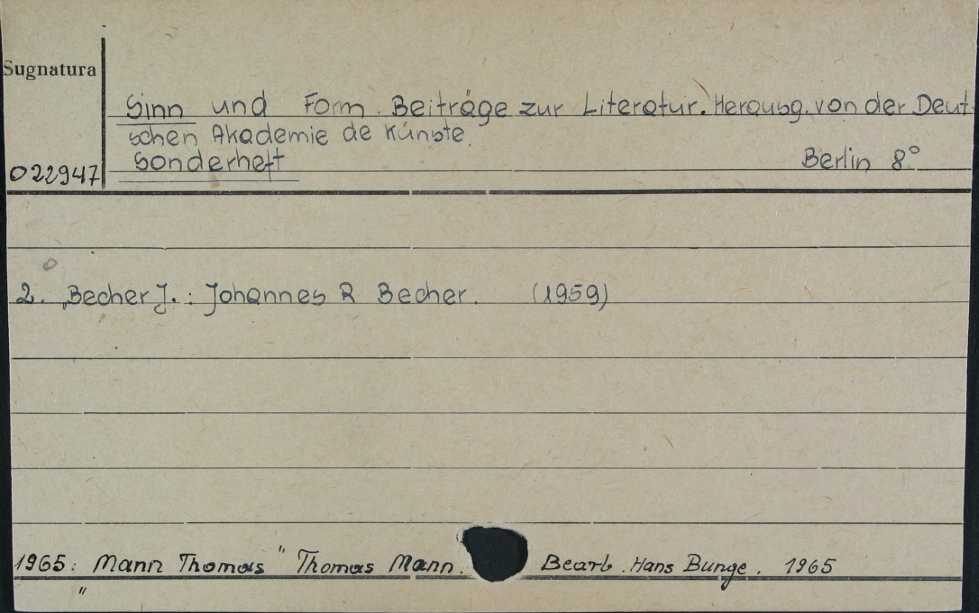 Sugnatura
Sinn und Form. Beiträge zur Literatur. Herausg. von der Deut
schen Akademie de Künste.
Sonderheft Berlin 8°
022947
2. Becher J. : Johannes R Becher. (1959)
1965: Mann Thomas " Thomas Mann. Bearb. Hans Bunge. 1965
"